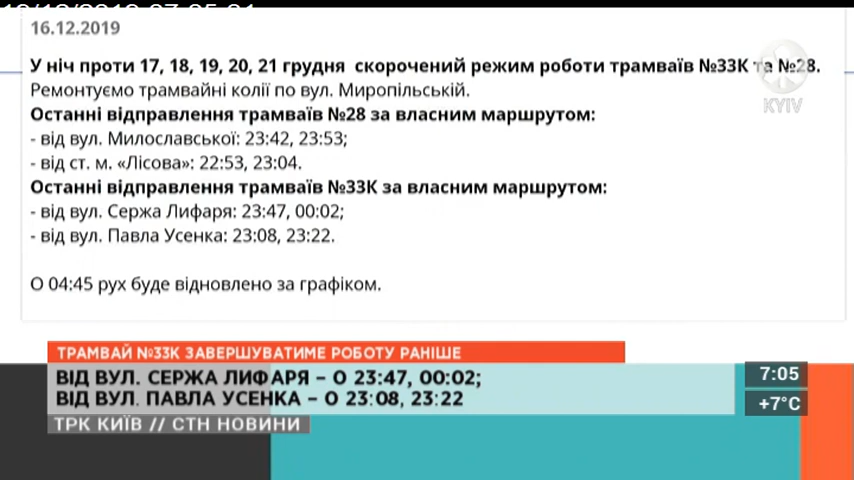 16.12.2019
У ніч проти 17, 18, 19, 20, 21 грудня скорочений режим роботи трамваїв №33К та №28.
Ремонтуємо трамвайні колії по вул. Миропільській.
Останні відправлення трамваїв №28 за власним маршрутом:
- від вул. Милославської: 23:42, 23:53;
- від ст. м. «Лісова»: 22:53, 23:04.
Останні відправлення трамваїв №33К за власним маршрутом:
- від вул. Сержа Лифаря: 23:47, 00:02;
- від вул. Павла Усенка: 23:08, 23:22.
О 04:45 рух буде відновлено за графіком.
KYIV
ТРАМВАЙ №33К ЗАВЕРШУВАТИМЕ РОБОТУ РАНІШЕ
ВІД ВУЛ. СЕРЖА ЛИФАРЯ – О 23:47, 00:02;
ВІД ВУЛ. ПАВЛА УСЕНКА – О 23:08, 23:22
7:05
+7°C
ТРК КИЇВ // СТН НОВИНИ